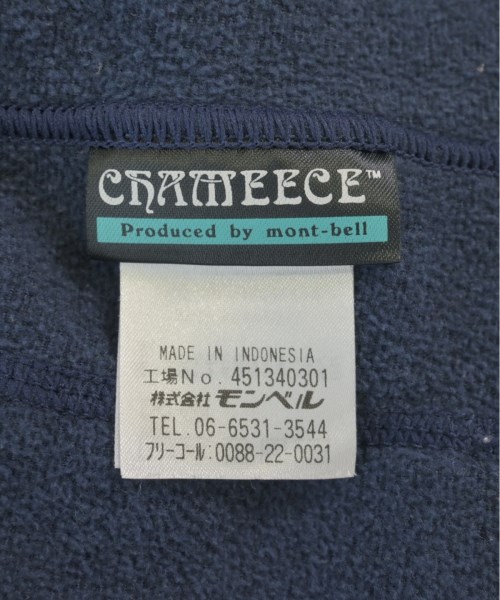 CHAMEECE™
Produced by mont-bell
MADE IN INDONESIA
工場No. 451340301
株式会社 モンベル
TEL. 06-6531-3544
フリーコール:0088-22-0031